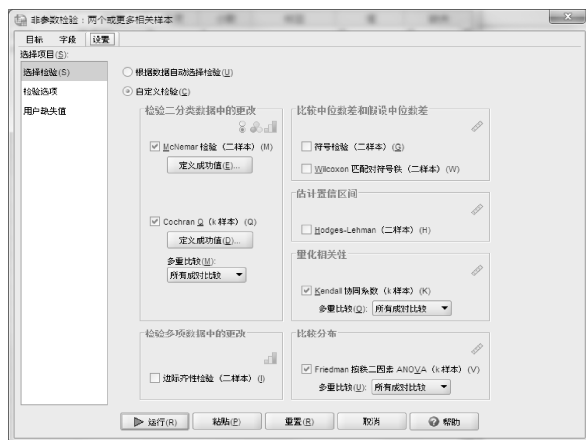 非参数检验：两个或更多相关样本
目标 字段 设置
选择项目(S):
选择检验(S)
检验选项
用户缺失值
根据数据自动选择检验(U)
自定义检验(C)
检验二分类数据中的更改
McNemar 检验（二样本）(M)
定义成功值(E)...
Cochran Q（k 样本）(Q)
定义成功值(D)...
多重比较(M):
所有成对比较
检验多项数据中的更改
边际齐性检验（二样本）(I)
比较中位数差和假设中位数差
符号检验（二样本）(G)
Wilcoxon 匹配对符号秩（二样本）(W)
估计置信区间
Hodges-Lehman（二样本）(H)
量化相关性
Kendall 协同系数（k 样本）(K)
多重比较(O): 所有成对比较
比较分布
Friedman 按秩二因素 ANOVA（k 样本）(V)
多重比较(U): 所有成对比较
运行(R) 粘贴(P) 重置(R) 取消 帮助